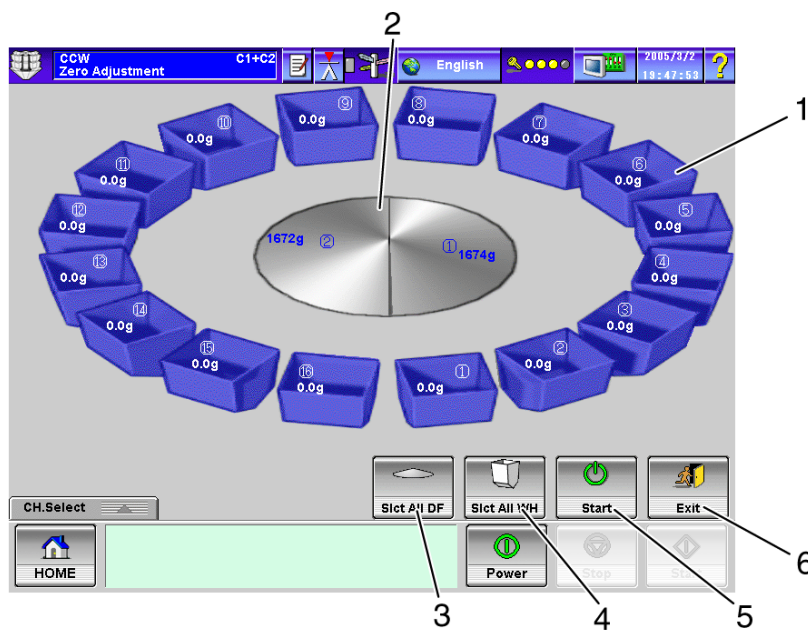 2
CCW C1+C2
Zero Adjustment
English
2005/3/2
19:47:53
?
1
⑨ 0.0g
⑧ 0.0g
⑩ 0.0g
⑦ 0.0g
⑪ 0.0g
⑥ 0.0g
⑫ 0.0g
⑤ 0.0g
1672g ②
① 1674g
⑬ 0.0g
④ 0.0g
⑭ 0.0g
③ 0.0g
⑮ 0.0g
② 0.0g
⑯ 0.0g
① 0.0g
CH.Select
Slct All DF
Slct All WH
Start
Exit
HOME
Power
Stop
Start
3
4
5
6